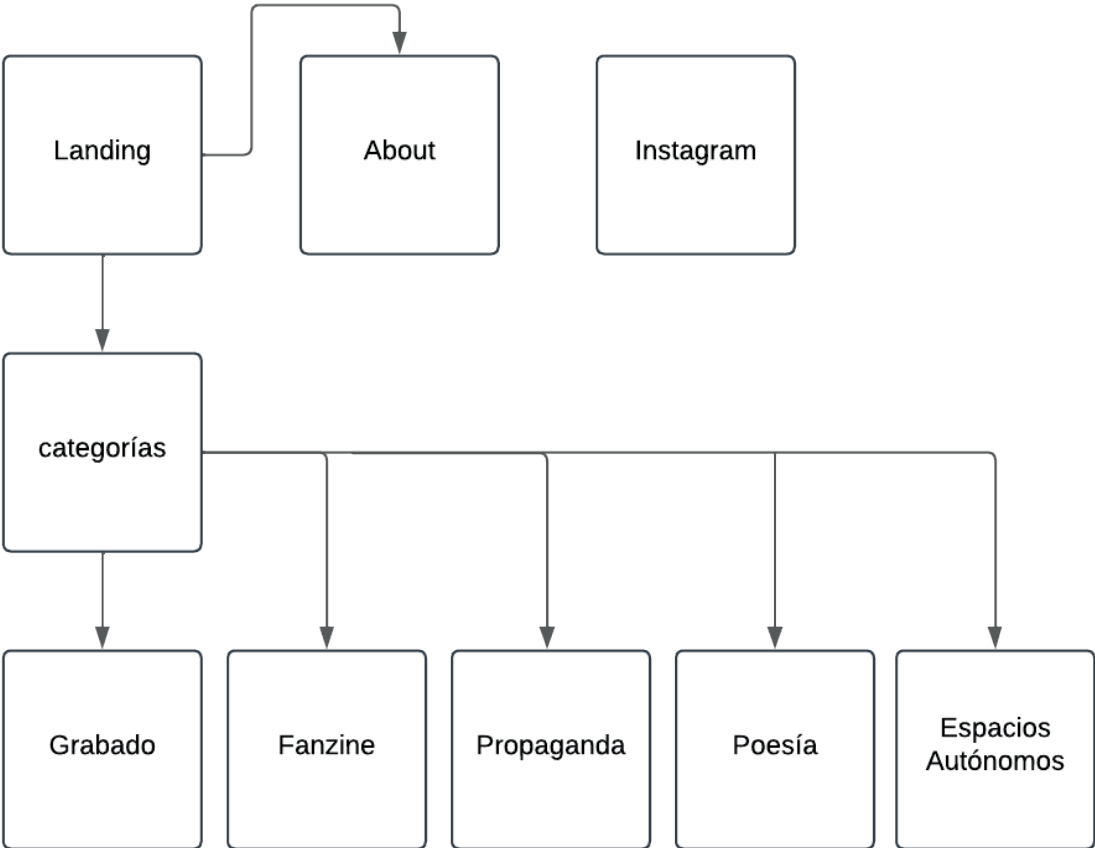 Landing
About
Instagram
categorías
Grabado
Fanzine
Propaganda
Poesía
Espacios
Autónomos